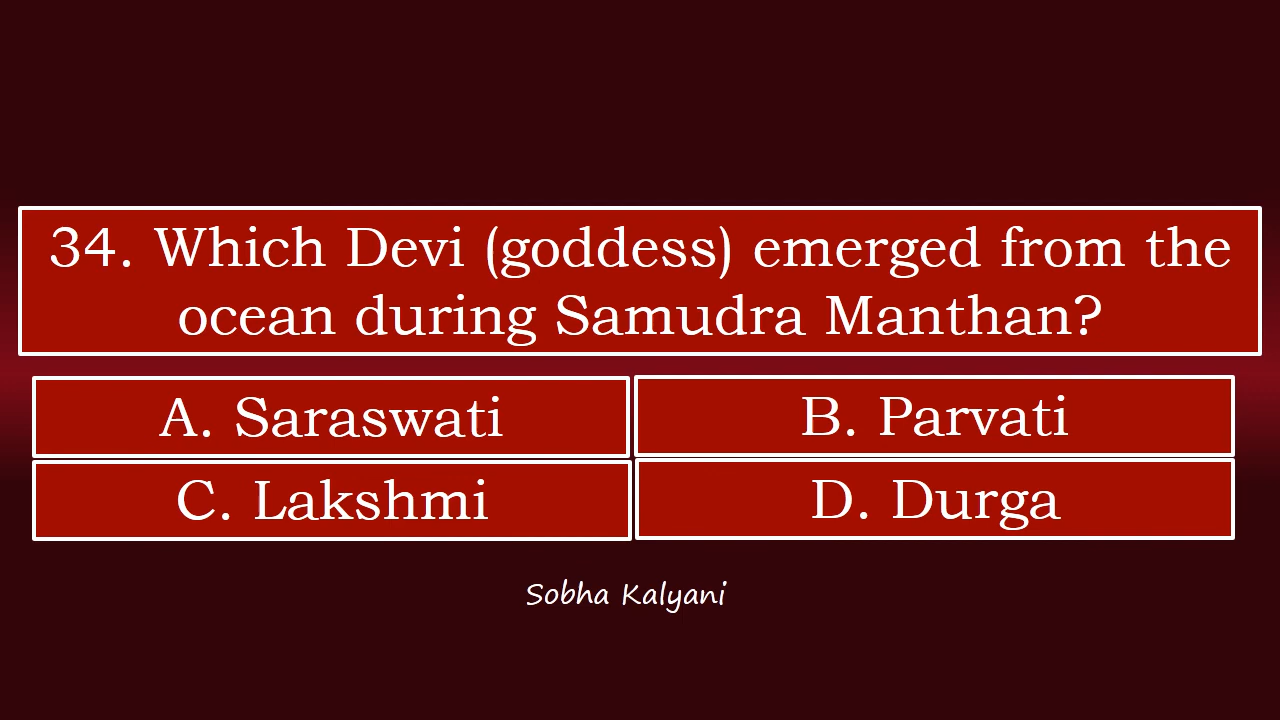 34. Which Devi (goddess) emerged from the
ocean during Samudra Manthan?
A. Saraswati
B. Parvati
C. Lakshmi
D. Durga
Sobha Kalyani